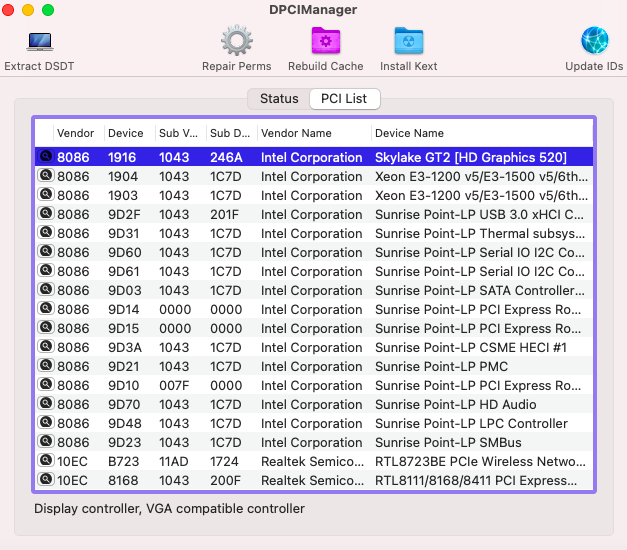 DPCIManager
Extract DSDT Repair Perms Rebuild Cache Install Kext Update IDs
Status PCI List
Vendor Device Sub V... Sub D... Vendor Name Device Name
8086 1916 1043 246A Intel Corporation Skylake GT2 [HD Graphics 520]
8086 1904 1043 1C7D Intel Corporation Xeon E3-1200 v5/E3-1500 v5/6th...
8086 1903 1043 1C7D Intel Corporation Xeon E3-1200 v5/E3-1500 v5/6th...
8086 9D2F 1043 201F Intel Corporation Sunrise Point-LP USB 3.0 xHCI C...
8086 9D31 1043 1C7D Intel Corporation Sunrise Point-LP Thermal subsys...
8086 9D60 1043 1C7D Intel Corporation Sunrise Point-LP Serial IO I2C Co...
8086 9D61 1043 1C7D Intel Corporation Sunrise Point-LP Serial IO I2C Co...
8086 9D03 1043 1C7D Intel Corporation Sunrise Point-LP SATA Controller...
8086 9D14 0000 0000 Intel Corporation Sunrise Point-LP PCI Express Ro...
8086 9D15 0000 0000 Intel Corporation Sunrise Point-LP PCI Express Ro...
8086 9D3A 1043 1C7D Intel Corporation Sunrise Point-LP CSME HECI #1
8086 9D21 1043 1C7D Intel Corporation Sunrise Point-LP PMC
8086 9D10 007F 0000 Intel Corporation Sunrise Point-LP PCI Express Ro...
8086 9D70 1043 1C7D Intel Corporation Sunrise Point-LP HD Audio
8086 9D48 1043 1C7D Intel Corporation Sunrise Point-LP LPC Controller
8086 9D23 1043 1C7D Intel Corporation Sunrise Point-LP SMBus
10EC B723 11AD 1724 Realtek Semico... RTL8723BE PCIe Wireless Netwo...
10EC 8168 1043 200F Realtek Semico... RTL8111/8168/8411 PCI Express...
Display controller, VGA compatible controller